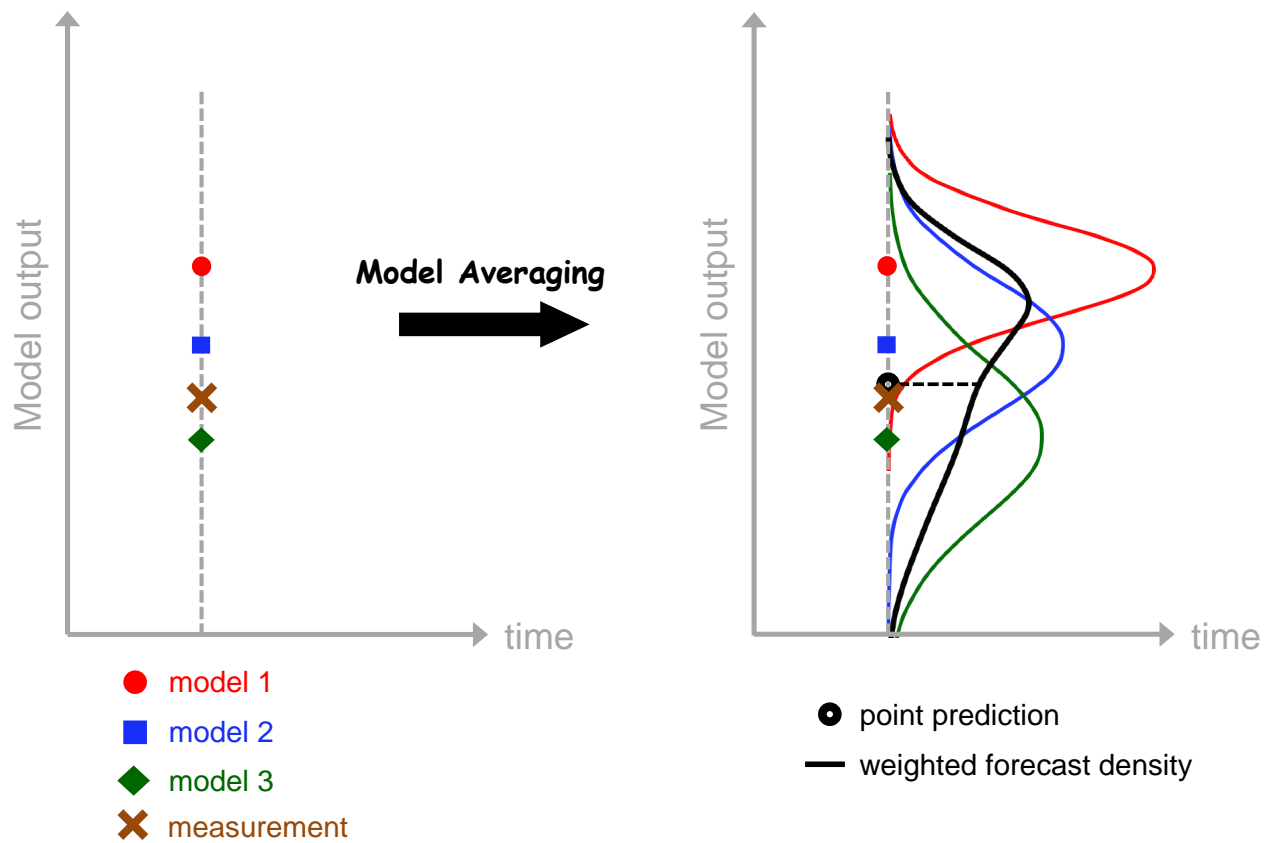 Model output
time
model 1
model 2
model 3
measurement
Model Averaging
Model output
time
point prediction
weighted forecast density